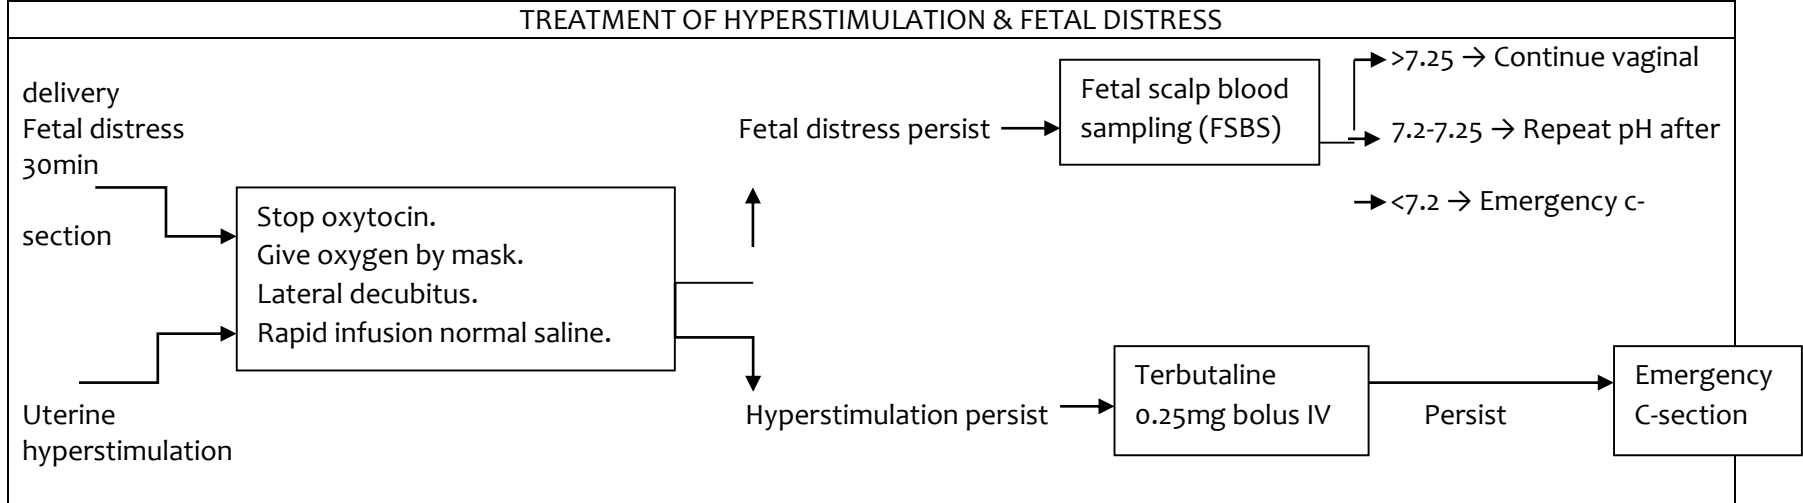 TREATMENT OF HYPERSTIMULATION & FETAL DISTRESS
>7.25 → Continue vaginal
delivery
Fetal distress
30min
section
Fetal distress persist
Fetal scalp blood
sampling (FSBS)
7.2-7.25 → Repeat pH after
<7.2 → Emergency c-
Stop oxytocin.
Give oxygen by mask.
Lateral decubitus.
Rapid infusion normal saline.
Uterine
hyperstimulation
Hyperstimulation persist
Terbutaline
0.25mg bolus IV
Persist
Emergency
C-section